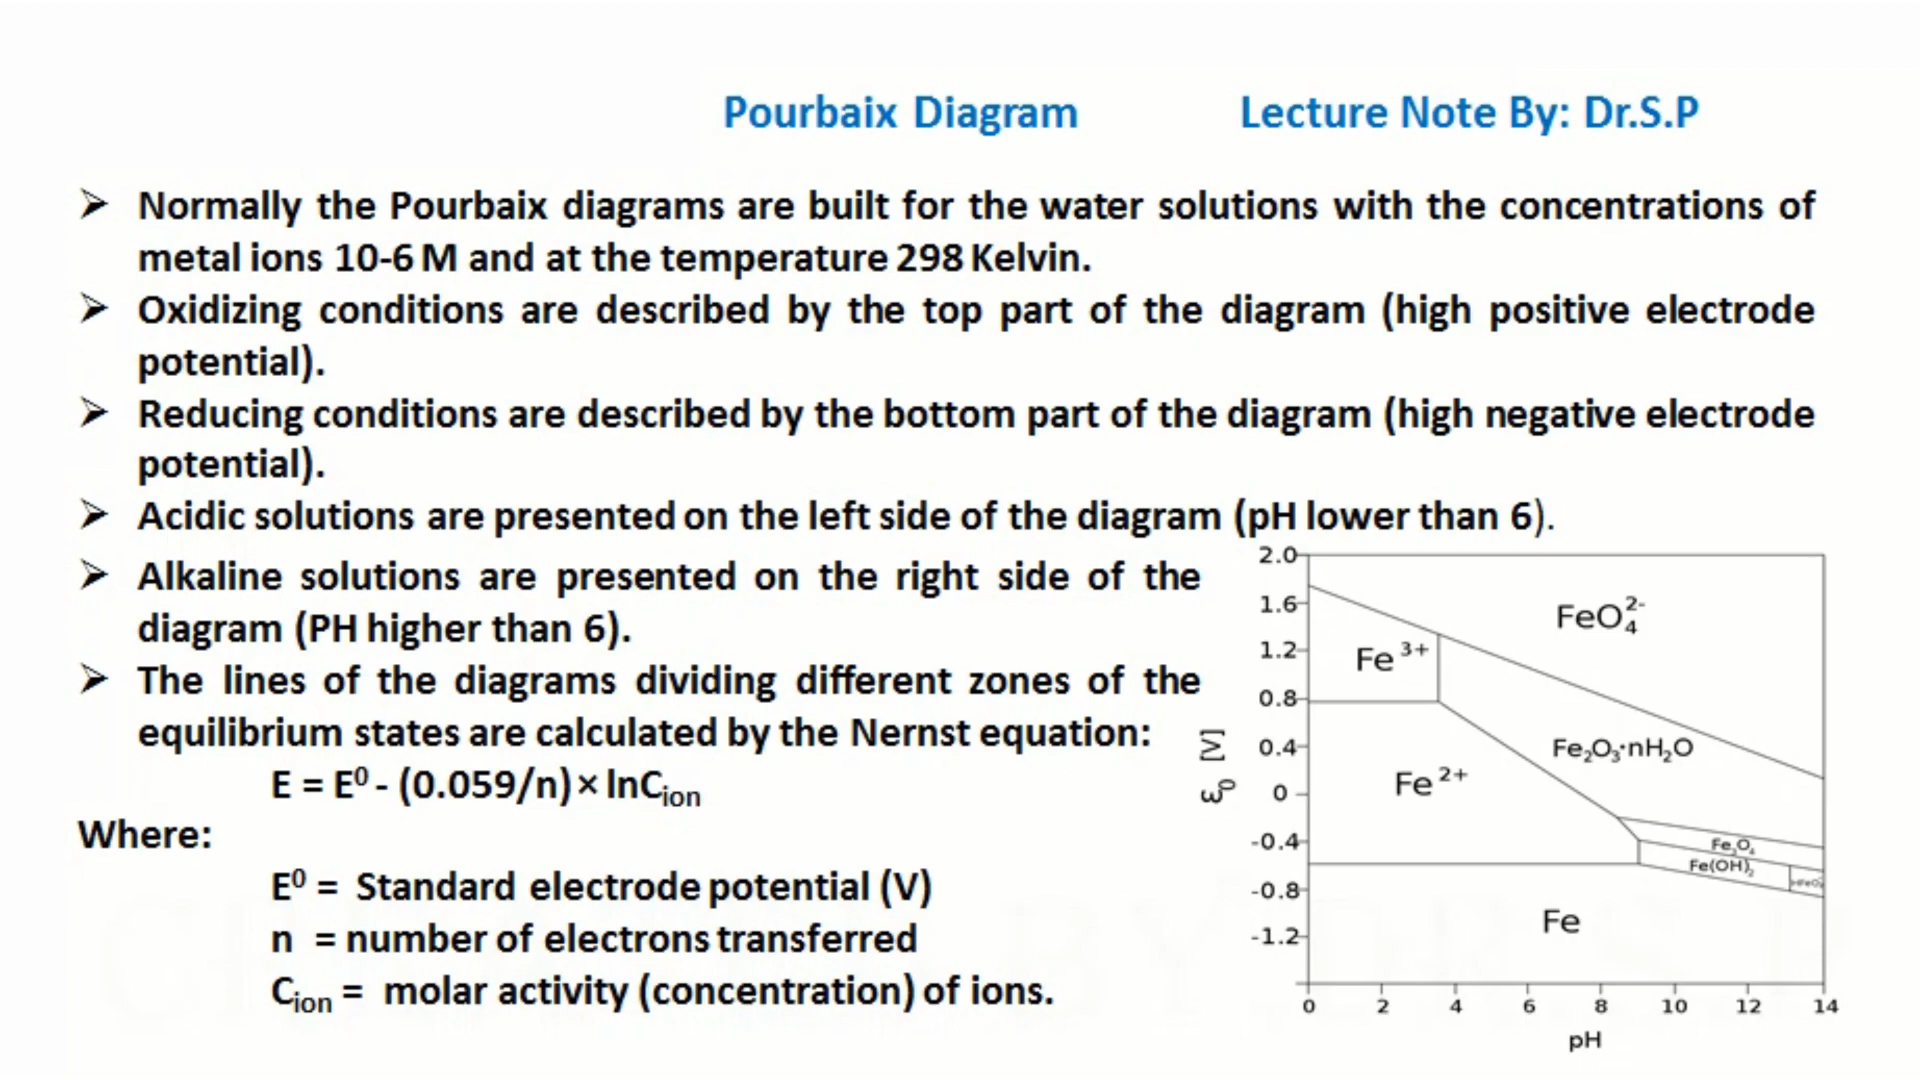 Pourbaix Diagram Lecture Note By: Dr.S.P
➢ Normally the Pourbaix diagrams are built for the water solutions with the concentrations of
metal ions 10-6 M and at the temperature 298 Kelvin.
➢ Oxidizing conditions are described by the top part of the diagram (high positive electrode
potential).
➢ Reducing conditions are described by the bottom part of the diagram (high negative electrode
potential).
➢ Acidic solutions are presented on the left side of the diagram (pH lower than 6).
➢ Alkaline solutions are presented on the right side of the
diagram (PH higher than 6).
➢ The lines of the diagrams dividing different zones of the
equilibrium states are calculated by the Nernst equation:
E = E⁰ - (0.059/n) × lnCion
Where:
E⁰ = Standard electrode potential (V)
n = number of electrons transferred
Cion = molar activity (concentration) of ions.
2.0
1.6
1.2
0.8
0.4
0
-0.4
-0.8
-1.2
ε0 [V]
FeO₄²⁻
Fe³⁺
Fe₂O₃·nH₂O
Fe²⁺
Fe₃O₄
Fe(OH)₂
Fe
0 2 4 6 8 10 12 14
pH